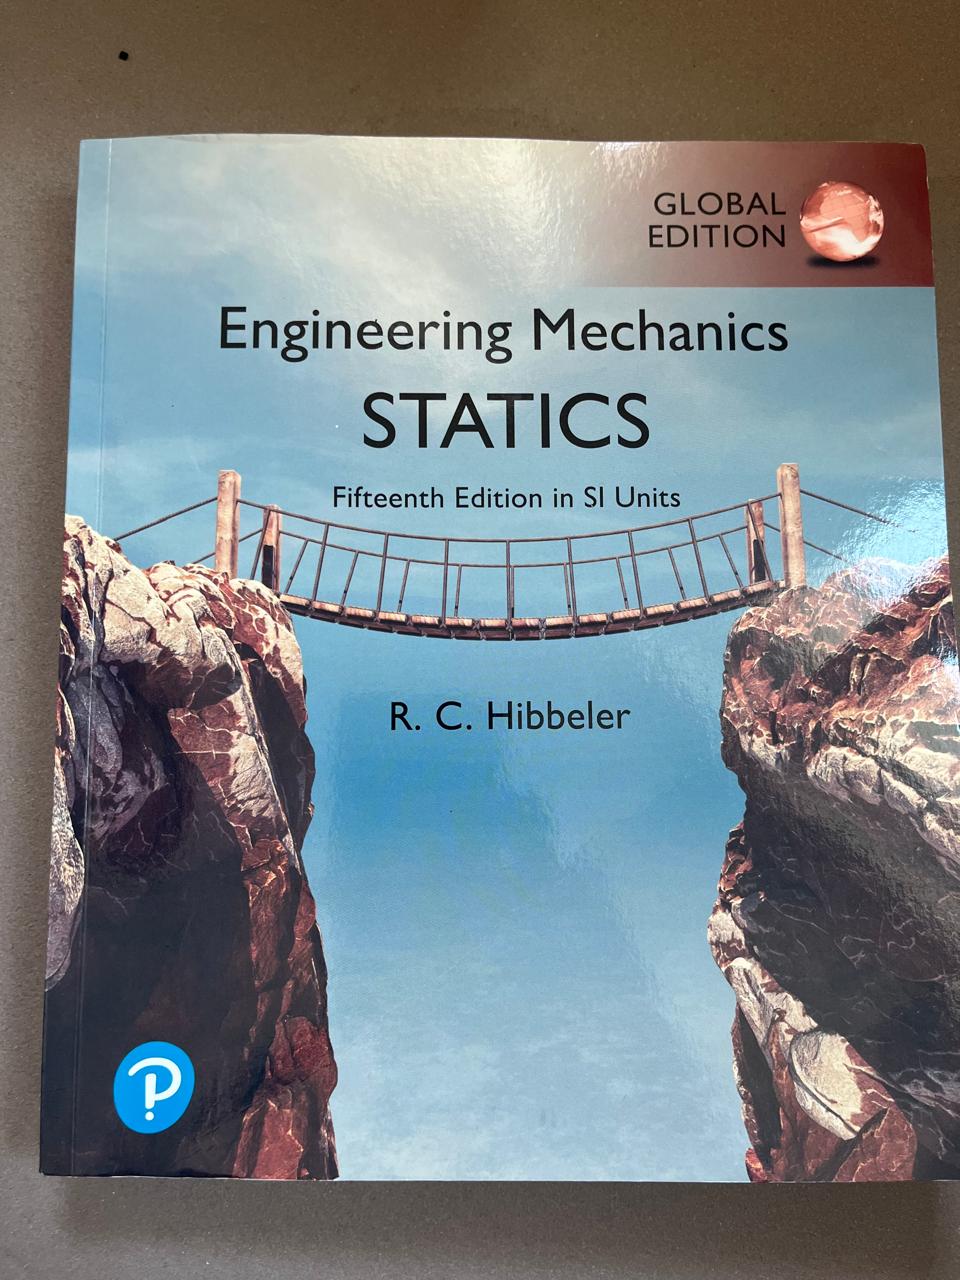 GLOBAL
EDITION
Engineering Mechanics
STATICS
Fifteenth Edition in SI Units
R. C. Hibbeler